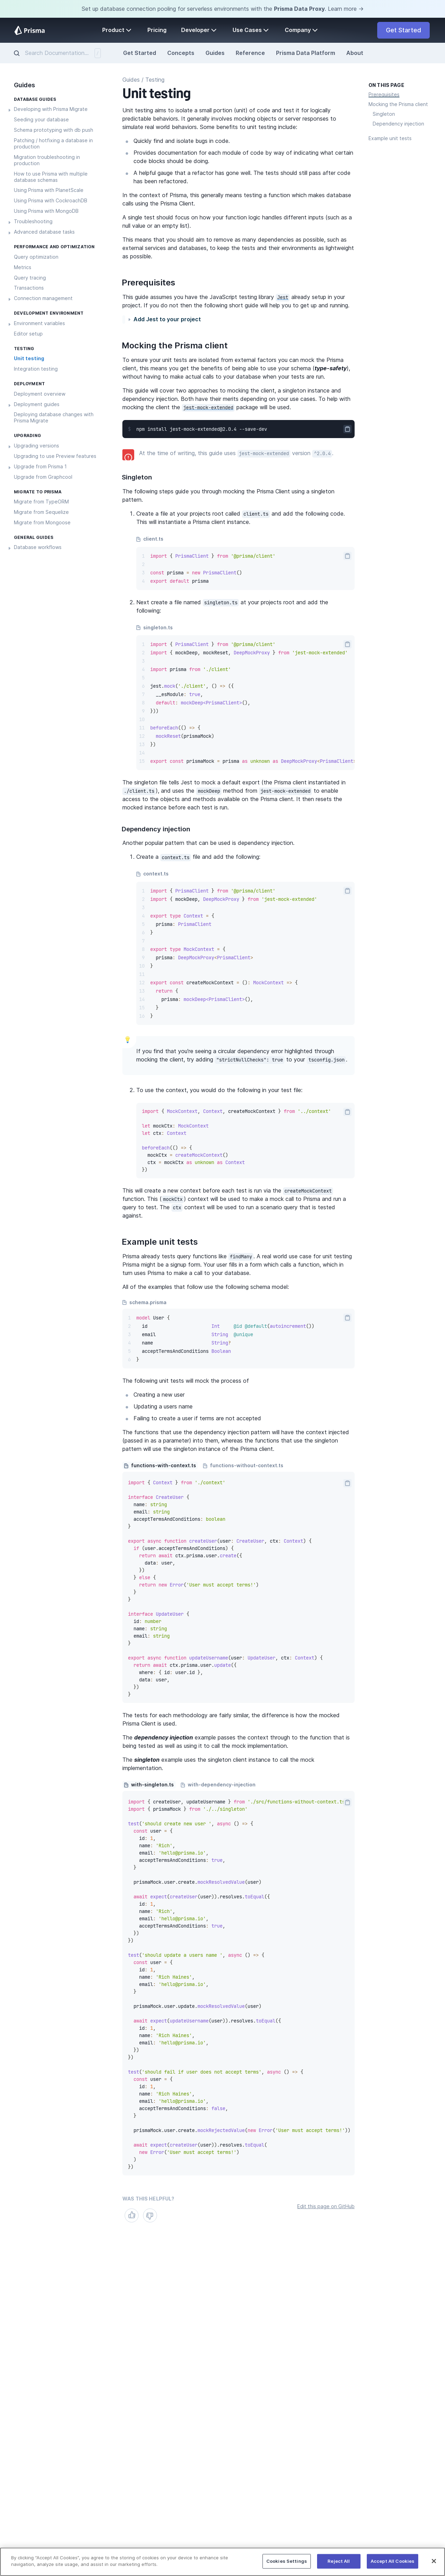 Set up database connection pooling for serverless environments with the Prisma Data Proxy. Learn more →
Prisma
Product
Pricing
Developer
Use Cases
Company
Get Started
Search Documentation...
Get Started
Concepts
Guides
Reference
Prisma Data Platform
About
Guides
DATABASE GUIDES
Developing with Prisma Migrate
Seeding your database
Schema prototyping with db push
Patching / hotfixing a database in
production
Migration troubleshooting in
production
How to use Prisma with multiple
database schemas
Using Prisma with PlanetScale
Using Prisma with CockroachDB
Using Prisma with MongoDB
Troubleshooting
Advanced database tasks
PERFORMANCE AND OPTIMIZATION
Query optimization
Metrics
Query tracing
Transactions
Connection management
DEVELOPMENT ENVIRONMENT
Environment variables
Editor setup
TESTING
Unit testing
Integration testing
DEPLOYMENT
Deployment overview
Deployment guides
Deploying database changes with
Prisma Migrate
UPGRADING
Upgrading versions
Upgrading to use Preview features
Upgrade from Prisma 1
Upgrade from Graphcool
MIGRATE TO PRISMA
Migrate from TypeORM
Migrate from Sequelize
Migrate from Mongoose
GENERAL GUIDES
Database workflows
Guides / Testing
Unit testing
Unit testing aims to isolate a small portion (unit) of code and test it for logically
predictable behaviors. It generally involves mocking objects or server responses to
simulate real world behaviors. Some benefits to unit testing include:
Quickly find and isolate bugs in code.
Provides documentation for each module of code by way of indicating what certain
code blocks should be doing.
A helpful gauge that a refactor has gone well. The tests should still pass after code
has been refactored.
In the context of Prisma, this generally means testing a function which makes database
calls using the Prisma Client.
A single test should focus on how your function logic handles different inputs (such as a
null value or an empty list).
This means that you should aim to remove as many dependencies as possible, such as
external services and databases, to keep the tests and their environments as lightweight
as possible.
Prerequisites
This guide assumes you have the JavaScript testing library Jest already setup in your
project. If you do not then the following short guide will help you to get up and running.
Add Jest to your project
Mocking the Prisma client
To ensure your unit tests are isolated from external factors you can mock the Prisma
client, this means you get the benefits of being able to use your schema (type-safety),
without having to make actual calls to your database when your tests are run.
This guide will cover two approaches to mocking the client, a singleton instance and
dependency injection. Both have their merits depending on your use cases. To help with
mocking the client the jest-mock-extended package will be used.
$ npm install jest-mock-extended@2.0.4 --save-dev
At the time of writing, this guide uses jest-mock-extended version ^2.0.4.
Singleton
The following steps guide you through mocking the Prisma Client using a singleton
pattern.
1. Create a file at your projects root called client.ts and add the following code.
This will instantiate a Prisma client instance.
client.ts
1 import { PrismaClient } from '@prisma/client'
2
3 const prisma = new PrismaClient()
4 export default prisma
2. Next create a file named singleton.ts at your projects root and add the
following:
singleton.ts
1 import { PrismaClient } from '@prisma/client'
2 import { mockDeep, mockReset, DeepMockProxy } from 'jest-mock-extended'
3
4 import prisma from './client'
5
6 jest.mock('./client', () => ({
7 __esModule: true,
8 default: mockDeep<PrismaClient>(),
9 }))
10
11 beforeEach(() => {
12 mockReset(prismaMock)
13 })
14
15 export const prismaMock = prisma as unknown as DeepMockProxy<PrismaClient>
The singleton file tells Jest to mock a default export (the Prisma client instantiated in
./client.ts), and uses the mockDeep method from jest-mock-extended to enable
access to the objects and methods available on the Prisma client. It then resets the
mocked instance before each test is run.
Dependency injection
Another popular pattern that can be used is dependency injection.
1. Create a context.ts file and add the following:
context.ts
1 import { PrismaClient } from '@prisma/client'
2 import { mockDeep, DeepMockProxy } from 'jest-mock-extended'
3
4 export type Context = {
5 prisma: PrismaClient
6 }
7
8 export type MockContext = {
9 prisma: DeepMockProxy<PrismaClient>
10 }
11
12 export const createMockContext = (): MockContext => {
13 return {
14 prisma: mockDeep<PrismaClient>(),
15 }
16 }
If you find that you're seeing a circular dependency error highlighted through
mocking the client, try adding "strictNullChecks": true to your tsconfig.json.
2. To use the context, you would do the following in your test file:
import { MockContext, Context, createMockContext } from '../context'
let mockCtx: MockContext
let ctx: Context
beforeEach(() => {
mockCtx = createMockContext()
ctx = mockCtx as unknown as Context
})
This will create a new context before each test is run via the createMockContext
function. This (mockCtx) context will be used to make a mock call to Prisma and run a
query to test. The ctx context will be used to run a scenario query that is tested
against.
Example unit tests
Prisma already tests query functions like findMany. A real world use case for unit testing
Prisma might be a signup form. Your user fills in a form which calls a function, which in
turn uses Prisma to make a call to your database.
All of the examples that follow use the following schema model:
schema.prisma
1 model User {
2 id Int @id @default(autoincrement())
3 email String @unique
4 name String?
5 acceptTermsAndConditions Boolean
6 }
The following unit tests will mock the process of
Creating a new user
Updating a users name
Failing to create a user if terms are not accepted
The functions that use the dependency injection pattern will have the context injected
(passed in as a parameter) into them, whereas the functions that use the singleton
pattern will use the singleton instance of the Prisma client.
functions-with-context.ts
functions-without-context.ts
import { Context } from './context'
interface CreateUser {
name: string
email: string
acceptTermsAndConditions: boolean
}
export async function createUser(user: CreateUser, ctx: Context) {
if (user.acceptTermsAndConditions) {
return await ctx.prisma.user.create({
data: user,
})
} else {
return new Error('User must accept terms!')
}
}
interface UpdateUser {
id: number
name: string
email: string
}
export async function updateUsername(user: UpdateUser, ctx: Context) {
return await ctx.prisma.user.update({
where: { id: user.id },
data: user,
})
}
The tests for each methodology are fairly similar, the difference is how the mocked
Prisma Client is used.
The dependency injection example passes the context through to the function that is
being tested as well as using it to call the mock implementation.
The singleton example uses the singleton client instance to call the mock
implementation.
with-singleton.ts
with-dependency-injection
import { createUser, updateUsername } from './src/functions-without-context.ts'
import { prismaMock } from './../singleton'
test('should create new user ', async () => {
const user = {
id: 1,
name: 'Rich',
email: 'hello@prisma.io',
acceptTermsAndConditions: true,
}
prismaMock.user.create.mockResolvedValue(user)
await expect(createUser(user)).resolves.toEqual({
id: 1,
name: 'Rich',
email: 'hello@prisma.io',
acceptTermsAndConditions: true,
})
})
test('should update a users name ', async () => {
const user = {
id: 1,
name: 'Rich Haines',
email: 'hello@prisma.io',
}
prismaMock.user.update.mockResolvedValue(user)
await expect(updateUsername(user)).resolves.toEqual({
id: 1,
name: 'Rich Haines',
email: 'hello@prisma.io',
})
})
test('should fail if user does not accept terms', async () => {
const user = {
id: 1,
name: 'Rich Haines',
email: 'hello@prisma.io',
acceptTermsAndConditions: false,
}
prismaMock.user.create.mockRejectedValue(new Error('User must accept terms!'))
await expect(createUser(user)).resolves.toEqual(
new Error('User must accept terms!')
)
})
WAS THIS HELPFUL?
Edit this page on GitHub
ON THIS PAGE
Prerequisites
Mocking the Prisma client
Singleton
Dependency injection
Example unit tests
By clicking "Accept All Cookies", you agree to the storing of cookies on your device to enhance site
navigation, analyze site usage, and assist in our marketing efforts.
Cookies Settings
Reject All
Accept All Cookies